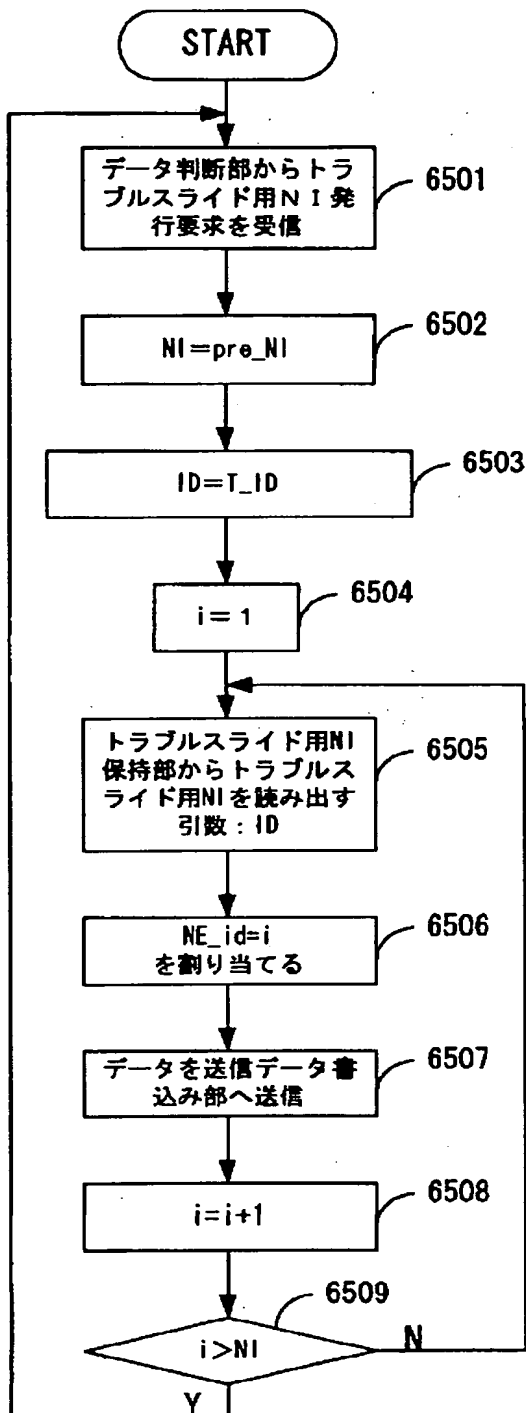 START
データ判断部からトラ
ブルスライド用ＮＩ発
行要求を受信
6501
NI=pre_NI
6502
ID=T_ID
6503
i=1
6504
トラブルスライド用NI
保持部からトラブルス
ライド用NIを読み出す
引数：ID
6505
NE_id=i
を割り当てる
6506
データを送信データ書
込み部へ送信
6507
i=i+1
6508
6509
i>NI
N
Y